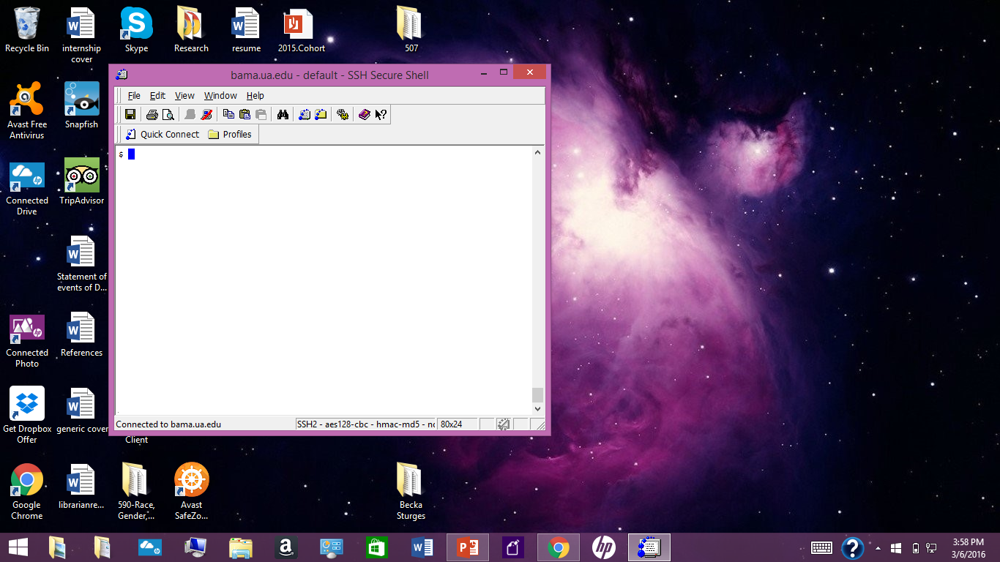 Recycle Bin
internship
cover
Skype
Research
resume
2015.Cohort
507
bama.ua.edu - default - SSH Secure Shell
File Edit View Window Help
Quick Connect Profiles
$
Avast Free
Antivirus
Snapfish
Connected
Drive
TripAdvisor
Statement of
events of D...
Connected
Photo
References
Get Dropbox
Offer
generic cover
Client
Connected to bama.ua.edu
SSH2 - aes128-cbc - hmac-md5 - nc
80x24
Google
Chrome
librarianre...
590-Race,
Gender,...
Avast
SafeZo...
Becka
Sturges
3:58 PM
3/6/2016